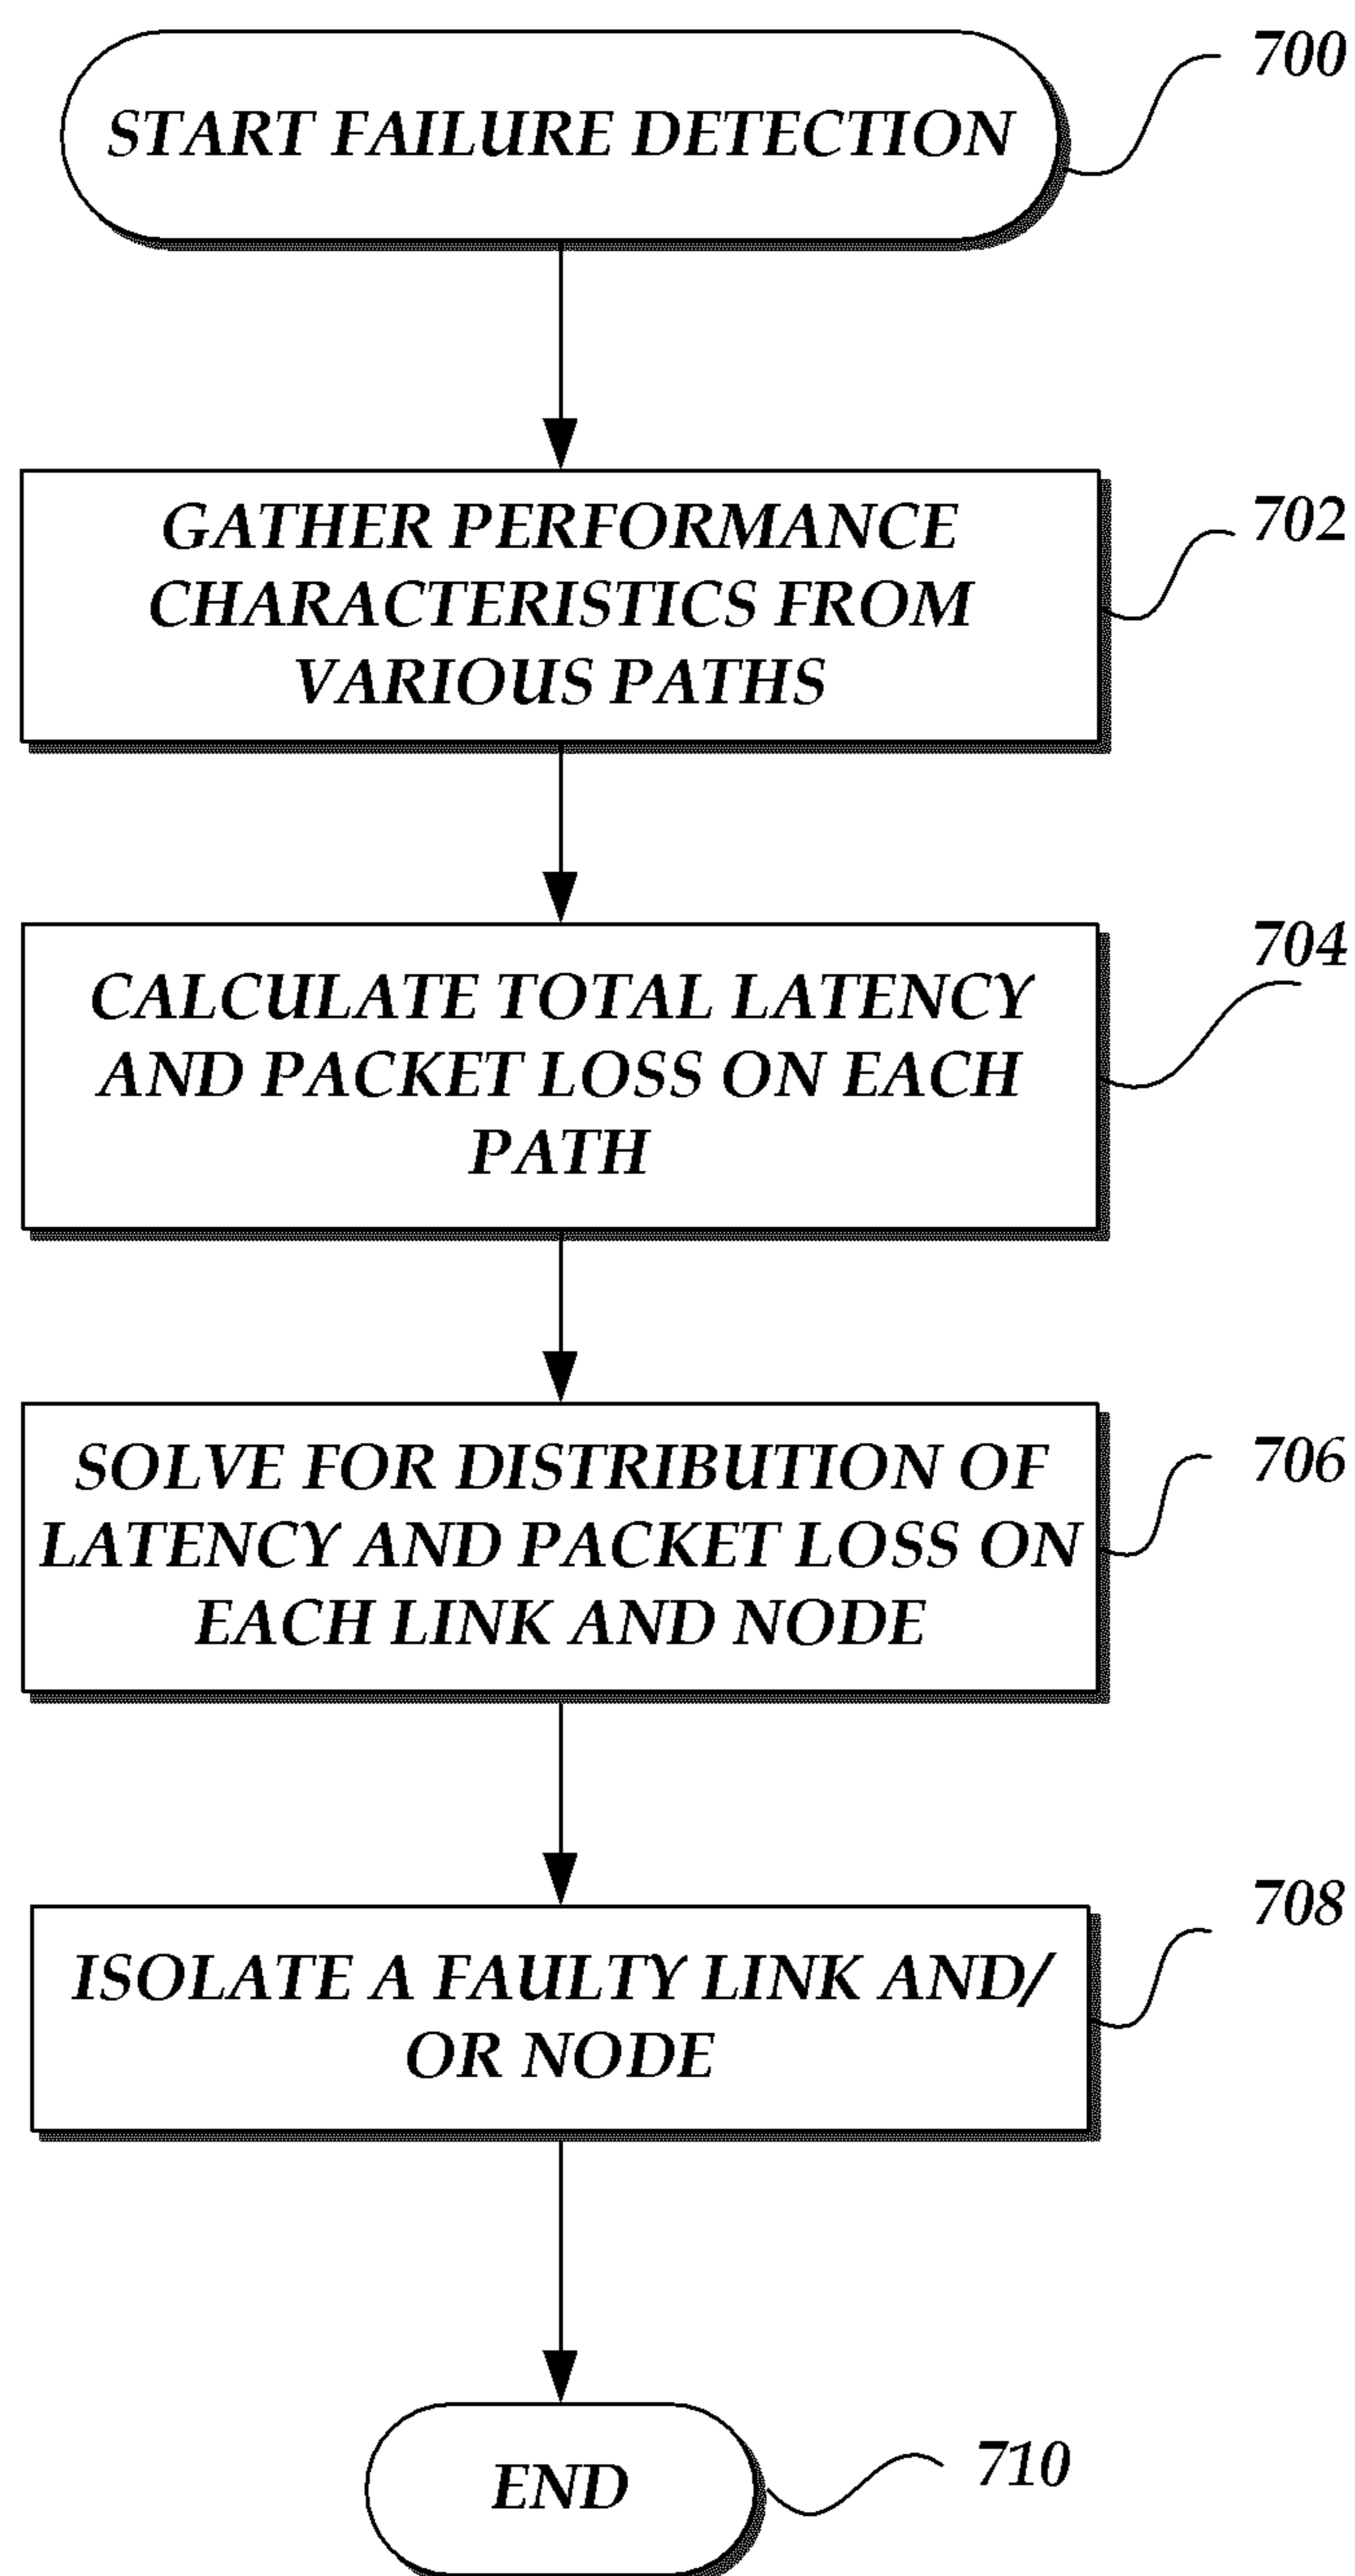 START FAILURE DETECTION
700
GATHER PERFORMANCE
CHARACTERISTICS FROM
VARIOUS PATHS
702
CALCULATE TOTAL LATENCY
AND PACKET LOSS ON EACH
PATH
704
SOLVE FOR DISTRIBUTION OF
LATENCY AND PACKET LOSS ON
EACH LINK AND NODE
706
ISOLATE A FAULTY LINK AND/
OR NODE
708
END
710